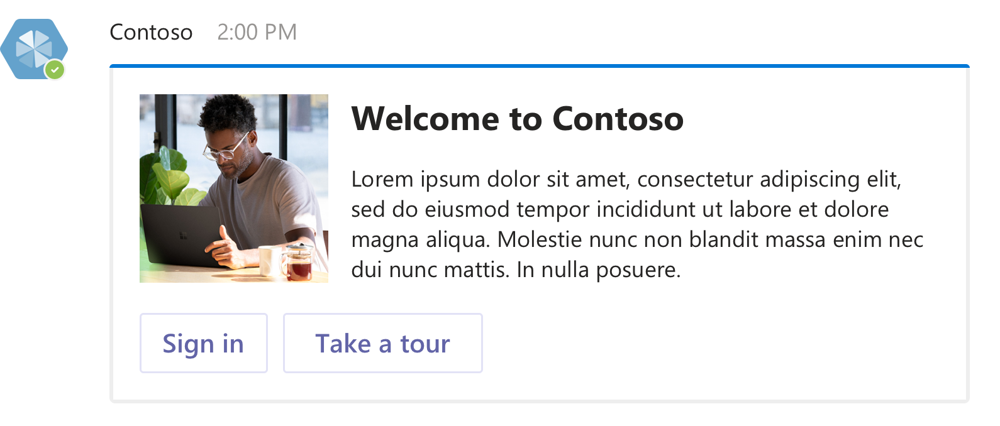 Contoso 2:00 PM
Welcome to Contoso
Lorem ipsum dolor sit amet, consectetur adipiscing elit,
sed do eiusmod tempor incididunt ut labore et dolore
magna aliqua. Molestie nunc non blandit massa enim nec
dui nunc mattis. In nulla posuere.
Sign in
Take a tour